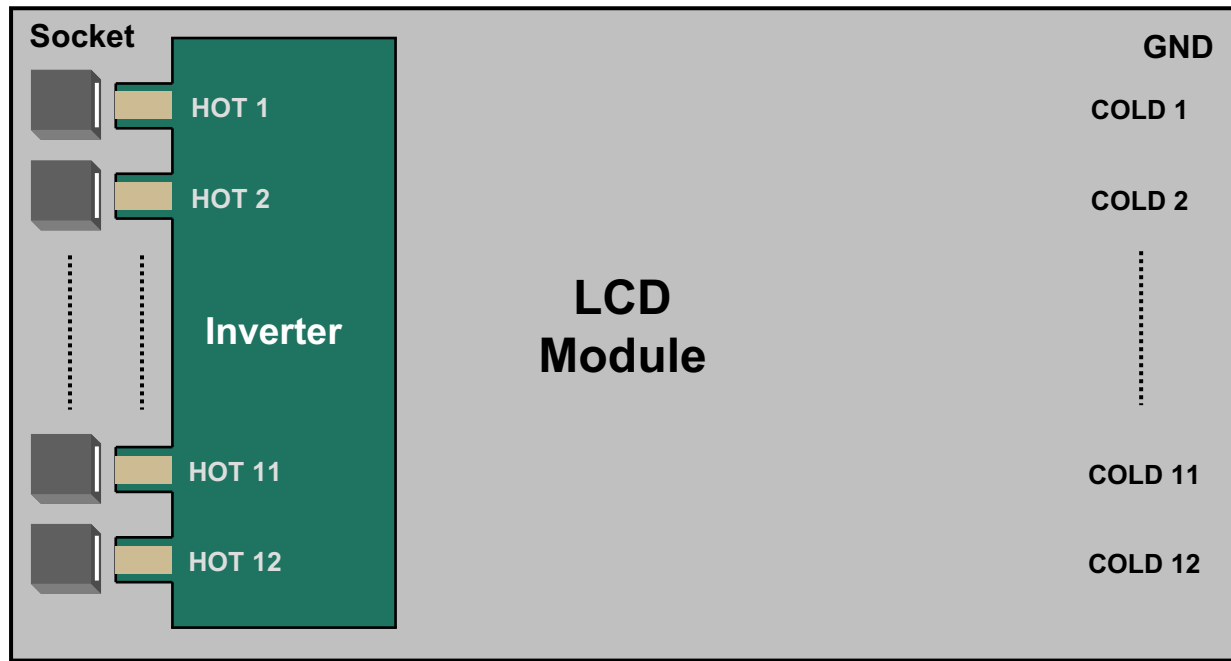 Socket
GND
HOT 1
COLD 1
HOT 2
COLD 2
LCD
Module
Inverter
HOT 11
COLD 11
HOT 12
COLD 12